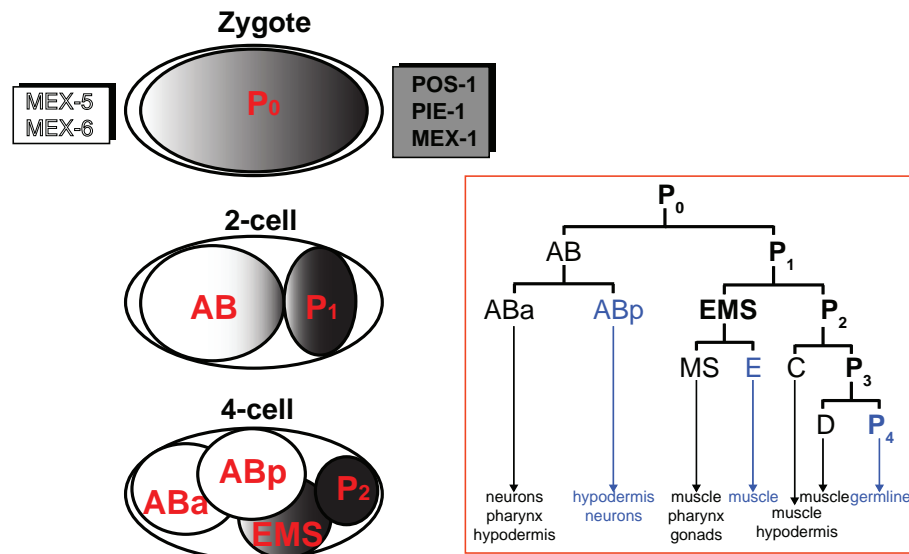 Zygote
MEX-5
MEX-6
P0
POS-1
PIE-1
MEX-1
2-cell
AB
P1
4-cell
ABa
ABp
EMS
P2
P0
AB
P1
ABa
ABp
EMS
P2
MS
E
C
P3
D
P4
neurons
pharynx
hypodermis
hypodermis
neurons
muscle
pharynx
gonads
muscle
muscle
hypodermis
muscle
germline